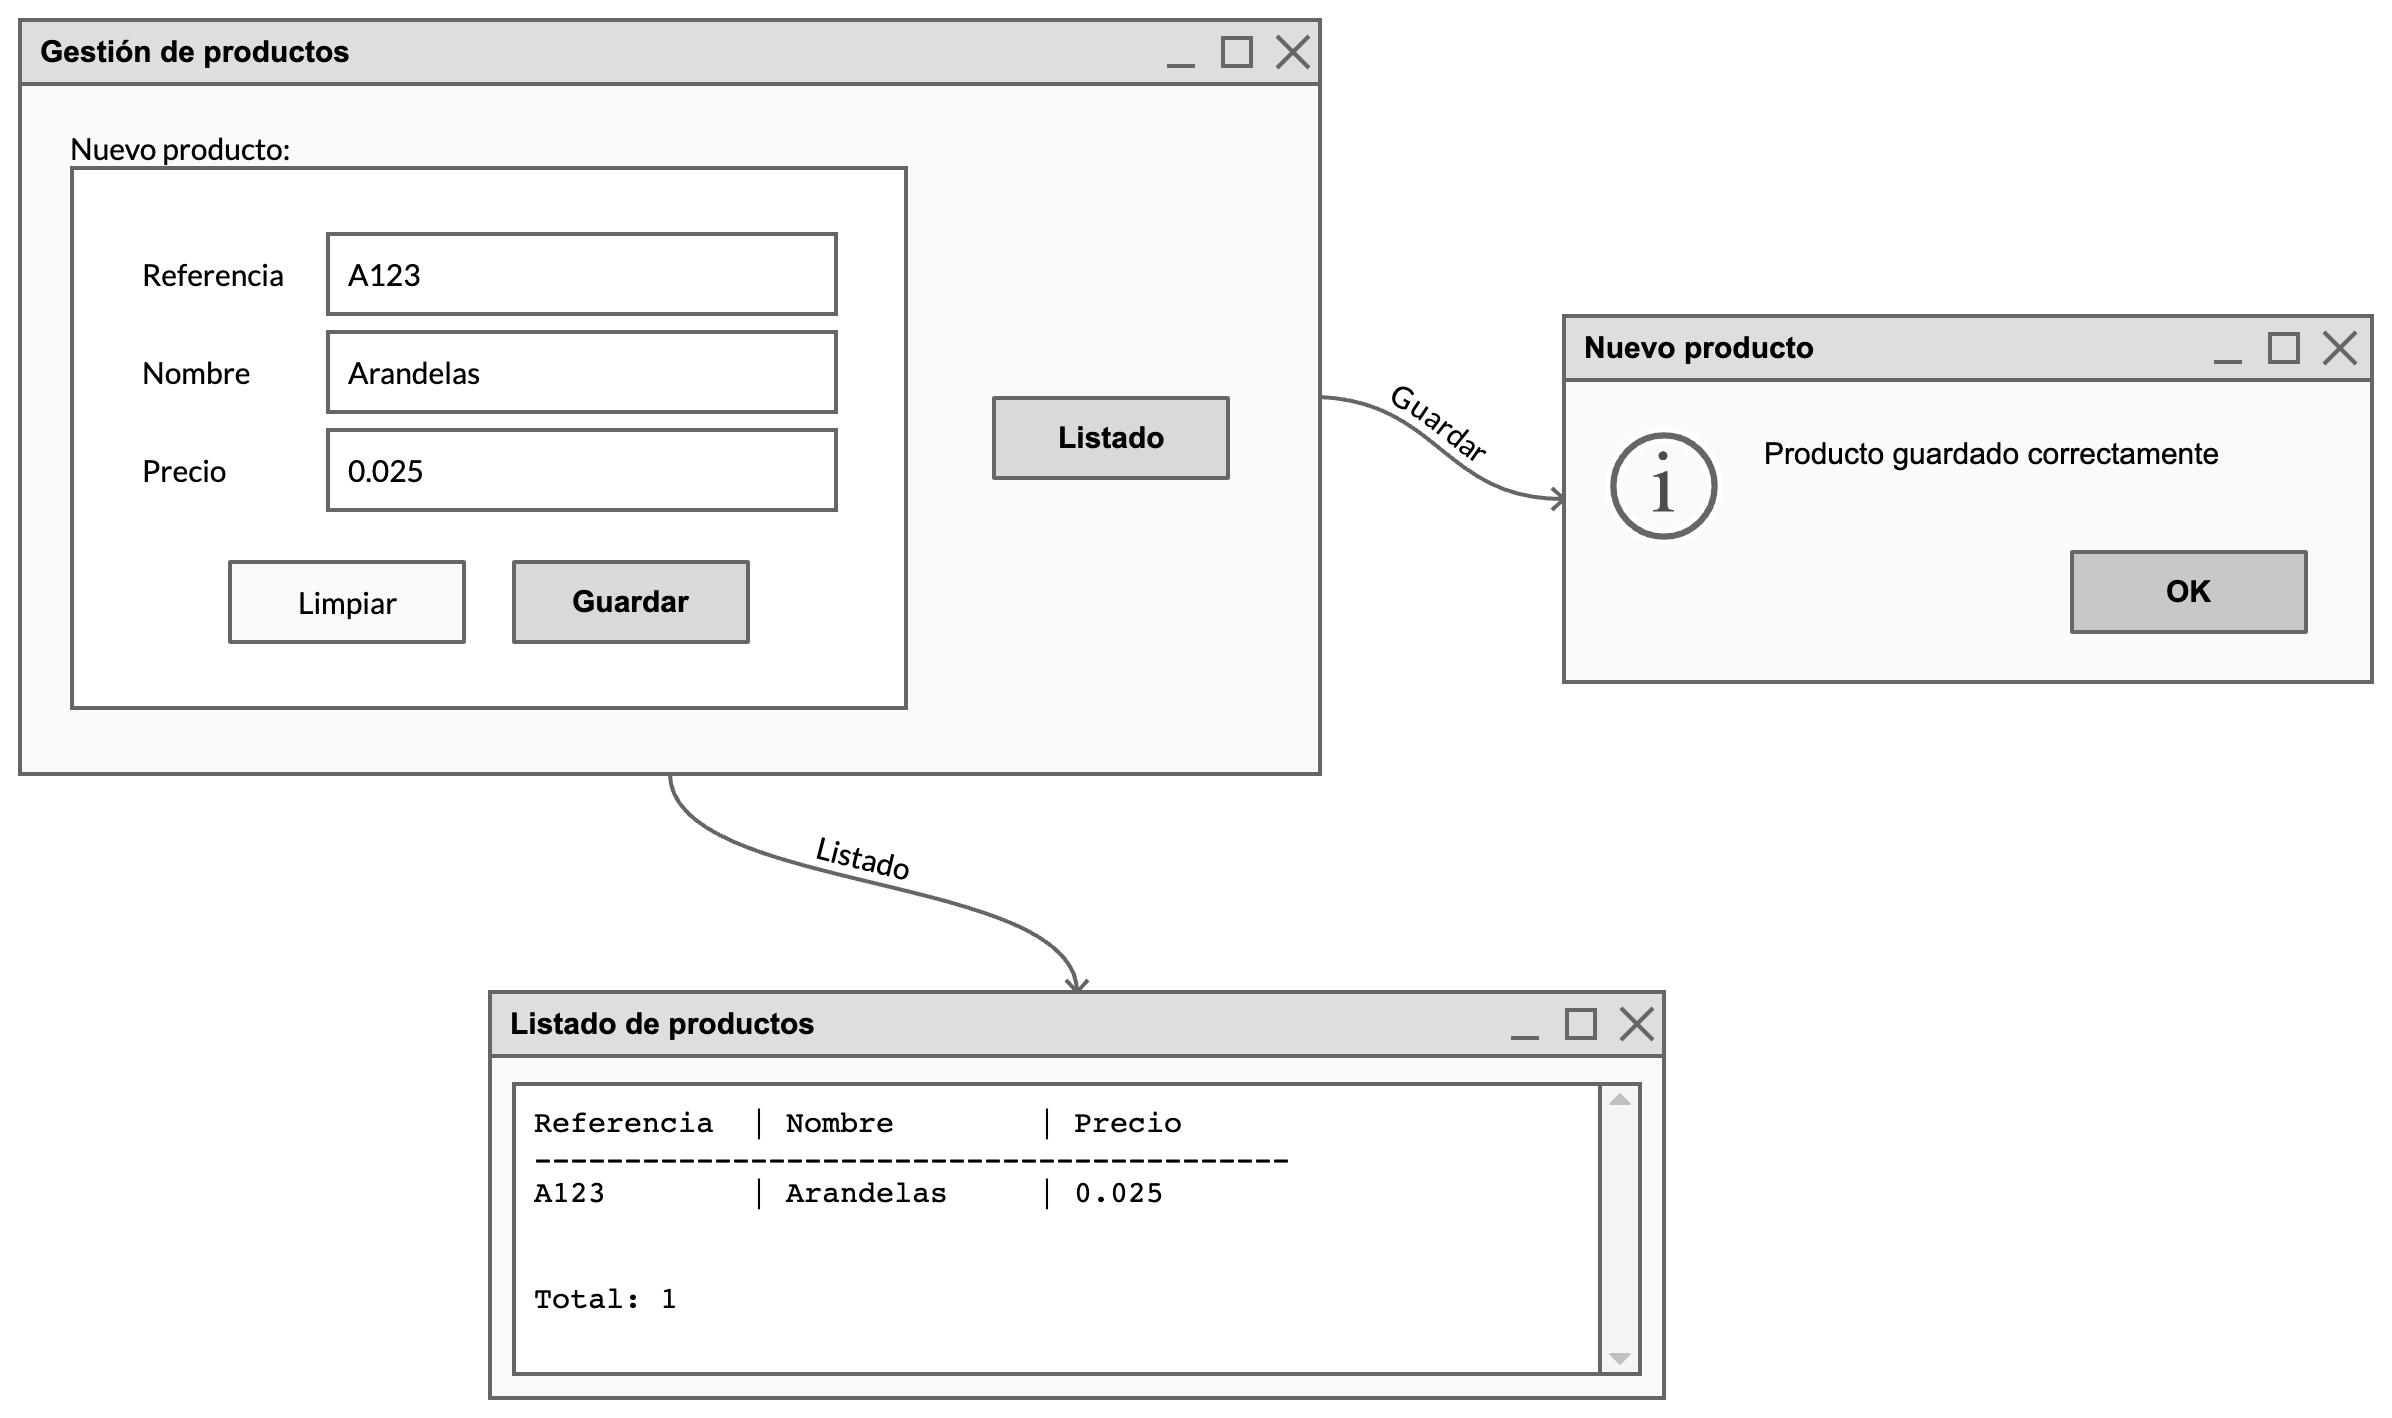 Gestión de productos
Nuevo producto:
Referencia A123
Nombre Arandelas
Precio 0.025
Limpiar Guardar
Listado
Guardar
Nuevo producto
i
Producto guardado correctamente
OK
Listado
Listado de productos
Referencia | Nombre | Precio
------------------------------------------
A123 | Arandelas | 0.025
Total: 1